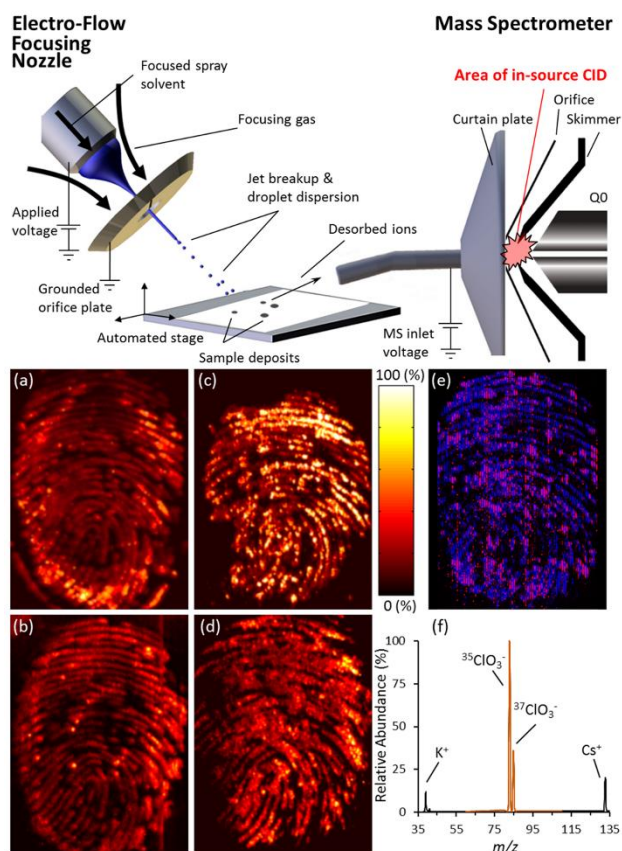 Electro-Flow
Focusing
Nozzle
Focused spray
solvent
Focusing gas
Applied
voltage
Grounded
orifice plate
Jet breakup &
droplet dispersion
Desorbed ions
Automated stage
Sample deposits
Mass Spectrometer
Area of in-source CID
Curtain plate
Orifice
Skimmer
Q0
MS inlet
voltage
(a)
(c)
100 (%)
0 (%)
(e)
(b)
(d)
(f)
Relative Abundance (%)
100
75
50
25
0
³⁵ClO₃⁻
³⁷ClO₃⁻
K⁺
Cs⁺
35 55 75 95 115 135
m/z